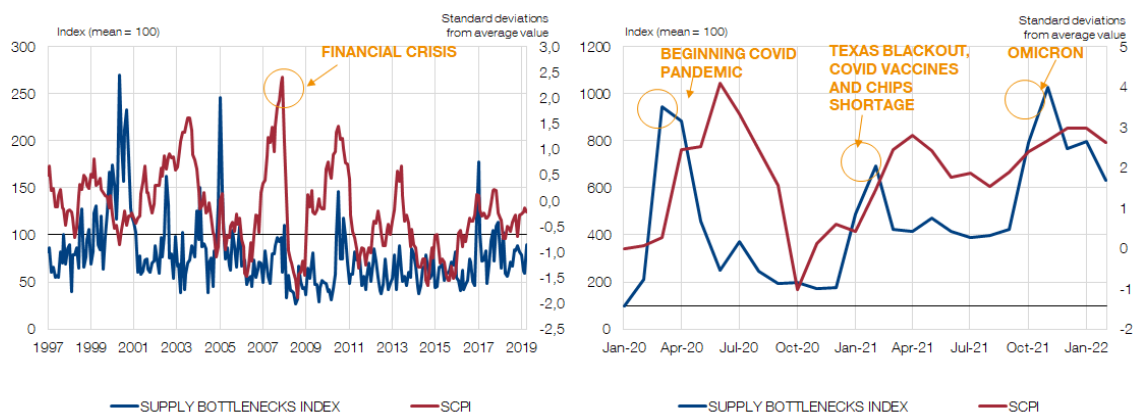 Index (mean = 100)
Standard deviations
from average value
FINANCIAL CRISIS
300
250
200
150
100
50
0
3,0
2,5
2,0
1,5
1,0
0,5
0,0
-0,5
-1,0
-1,5
-2,0
-2,5
1997 1999 2001 2003 2005 2007 2009 2011 2013 2015 2017 2019
SUPPLY BOTTLENECKS INDEX SCPI
Index (mean = 100)
Standard deviations
from average value
BEGINNING COVID
PANDEMIC
TEXAS BLACKOUT,
COVID VACCINES
AND CHIPS
SHORTAGE
OMICRON
1200
1000
800
600
400
200
0
5
4
3
2
1
0
-1
-2
Jan-20 Apr-20 Jul-20 Oct-20 Jan-21 Apr-21 Jul-21 Oct-21 Jan-22
SUPPLY BOTTLENECKS INDEX SCPI